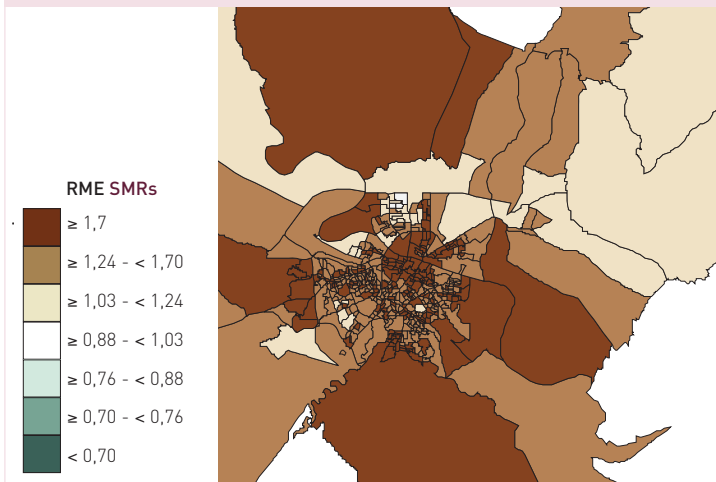 RME SMRs
≥ 1,7
≥ 1,24 - < 1,70
≥ 1,03 - < 1,24
≥ 0,88 - < 1,03
≥ 0,76 - < 0,88
≥ 0,70 - < 0,76
< 0,70